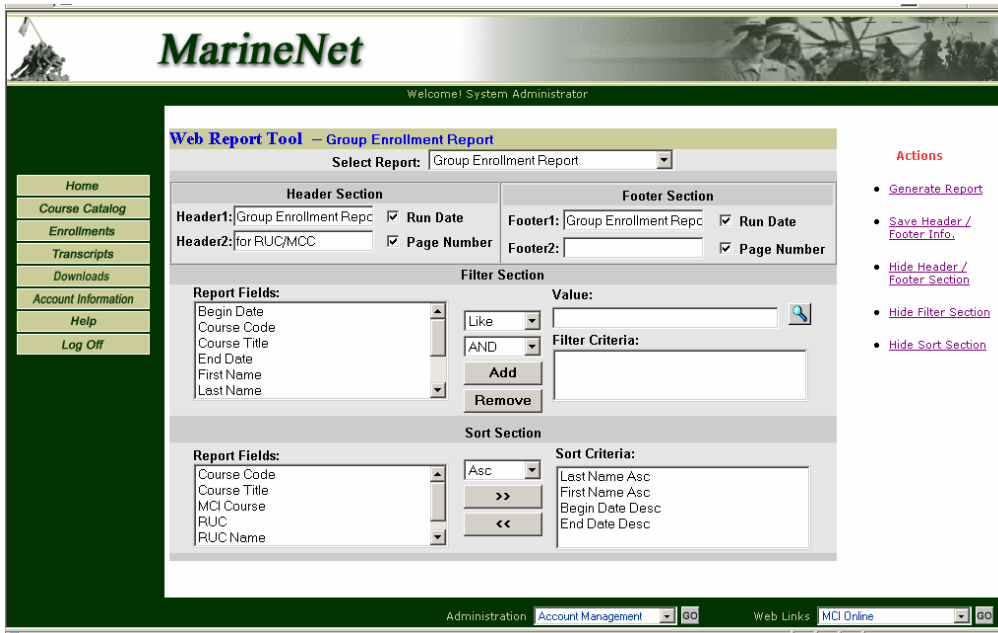 MarineNet
Welcome! System Administrator
Web Report Tool – Group Enrollment Report
Select Report: Group Enrollment Report
Header Section
Header1: Group Enrollment Repc Run Date
Header2: for RUC/MCC Page Number
Footer Section
Footer1: Group Enrollment Repc Run Date
Footer2: Page Number
Filter Section
Report Fields:
Begin Date
Course Code
Course Title
End Date
First Name
Last Name
Like
AND
Add
Remove
Value:
Filter Criteria:
Sort Section
Report Fields:
Course Code
Course Title
MCI Course
RUC
RUC Name
Asc
>>
<<
Sort Criteria:
Last Name Asc
First Name Asc
Begin Date Desc
End Date Desc
Home
Course Catalog
Enrollments
Transcripts
Downloads
Account Information
Help
Log Off
Actions
Generate Report
Save Header /
Footer Info.
Hide Header /
Footer Section
Hide Filter Section
Hide Sort Section
Administration Account Management GO
Web Links MCI Online GO